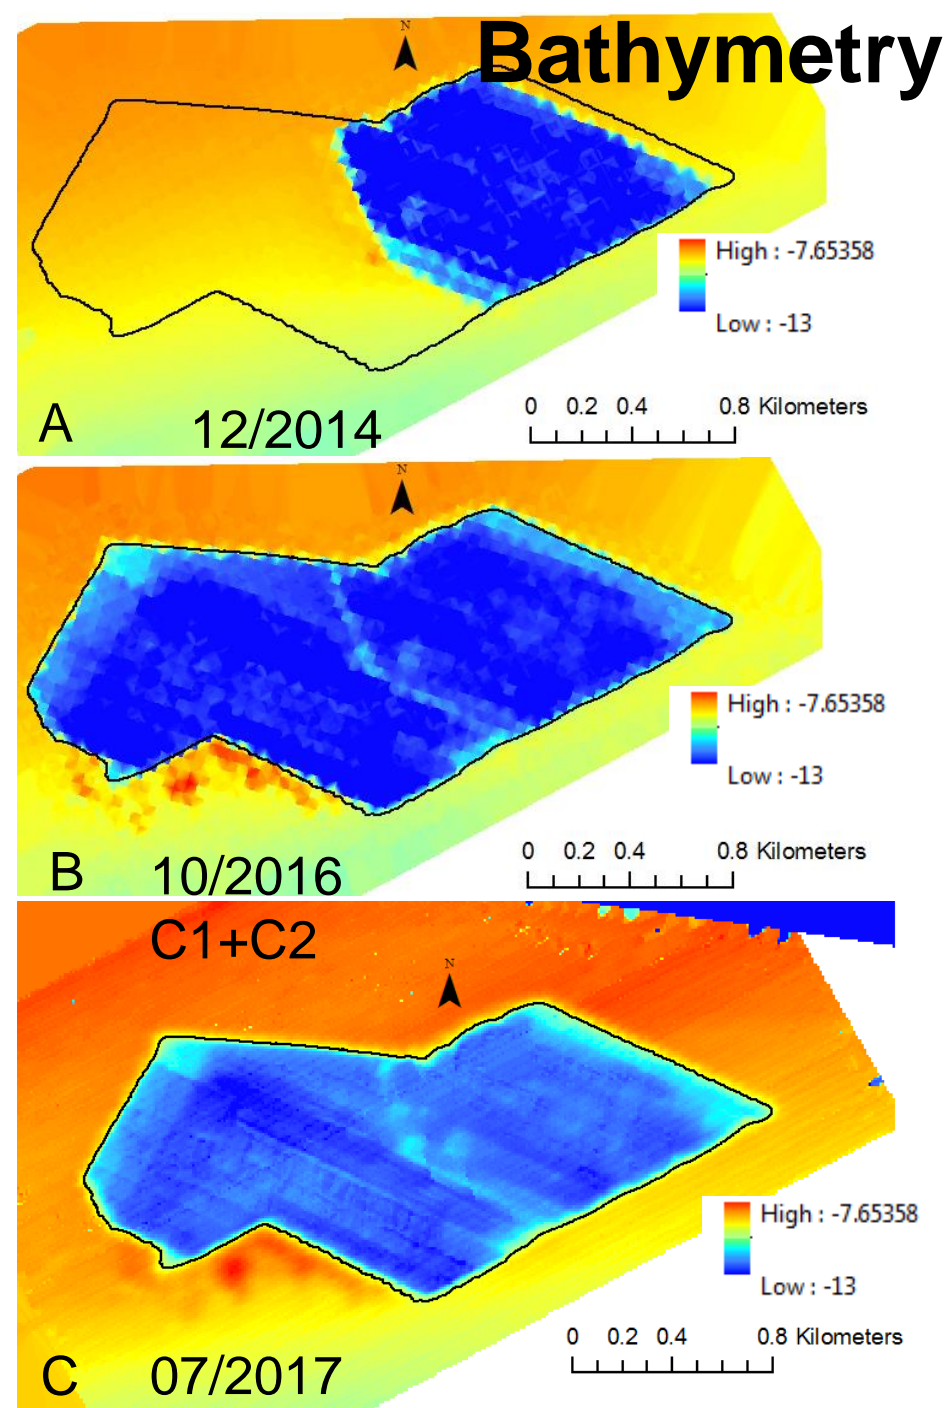 Bathymetry
N
High : -7.65358
Low : -13
0 0.2 0.4 0.8 Kilometers
A 12/2014
N
High : -7.65358
Low : -13
0 0.2 0.4 0.8 Kilometers
B 10/2016
C1+C2
N
High : -7.65358
Low : -13
0 0.2 0.4 0.8 Kilometers
C 07/2017